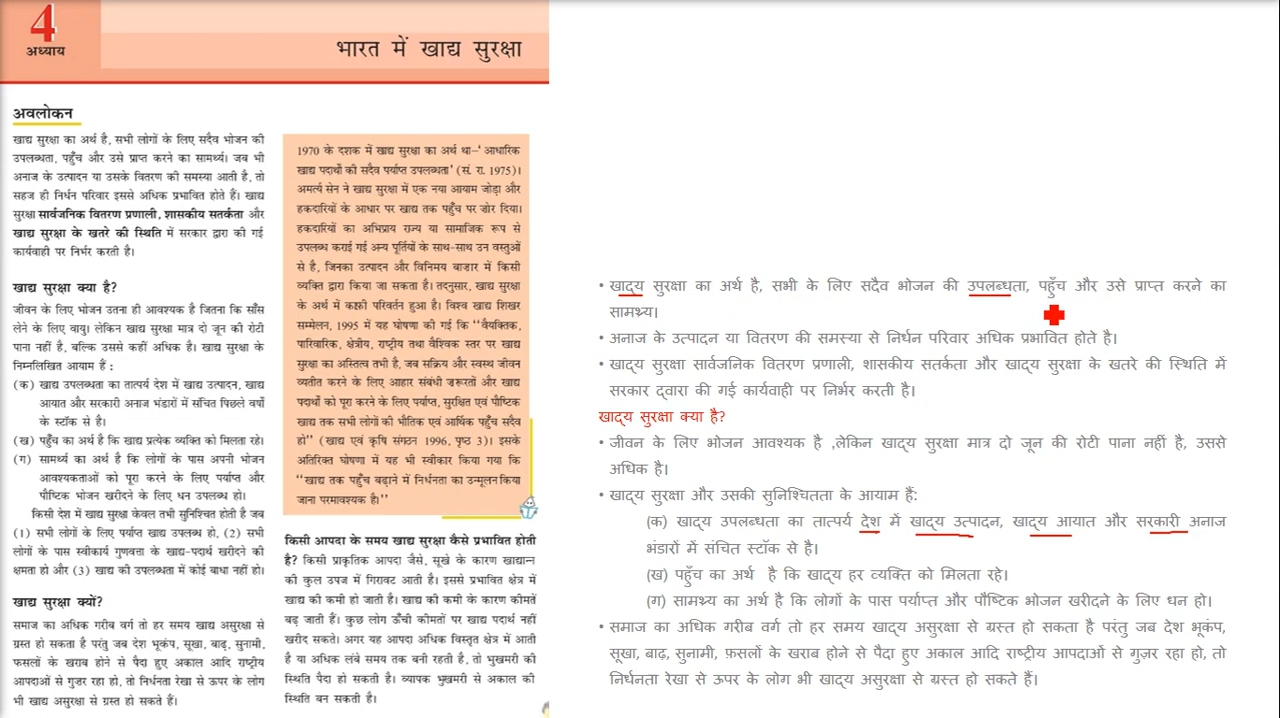 4
अध्याय
भारत में खाद्य सुरक्षा
अवलोकन
खाद्य सुरक्षा का अर्थ है, सभी लोगों के लिए सदैव भोजन की
उपलब्धता, पहुँच और उसे प्राप्त करने का सामर्थ्य। जब भी
अनाज के उत्पादन या उसके वितरण की समस्या आती है, तो
सहज ही निर्धन परिवार इससे अधिक प्रभावित होते हैं। खाद्य
सुरक्षा सार्वजनिक वितरण प्रणाली, शासकीय सतर्कता और
खाद्य सुरक्षा के खतरे की स्थिति में सरकार द्वारा की गई
कार्यवाही पर निर्भर करती है।
खाद्य सुरक्षा क्या है?
जीवन के लिए भोजन उतना ही आवश्यक है जितना कि साँस
लेने के लिए वायु। लेकिन खाद्य सुरक्षा मात्र दो जून की रोटी
पाना नहीं है, बल्कि उससे कहीं अधिक है। खाद्य सुरक्षा के
निम्नलिखित आयाम हैं :
(क) खाद्य उपलब्धता का तात्पर्य देश में खाद्य उत्पादन, खाद्य
आयात और सरकारी अनाज भंडारों में संचित पिछले वर्षों
के स्टॉक से है।
(ख) पहुँच का अर्थ है कि खाद्य प्रत्येक व्यक्ति को मिलता रहे।
(ग) सामर्थ्य का अर्थ है कि लोगों के पास अपनी भोजन
आवश्यकताओं को पूरा करने के लिए पर्याप्त और
पौष्टिक भोजन खरीदने के लिए धन उपलब्ध हो।
किसी देश में खाद्य सुरक्षा केवल तभी सुनिश्चित होती है जब
(1) सभी लोगों के लिए पर्याप्त खाद्य उपलब्ध हो, (2) सभी
लोगों के पास स्वीकार्य गुणवत्ता के खाद्य-पदार्थ खरीदने की
क्षमता हो और (3) खाद्य की उपलब्धता में कोई बाधा नहीं हो।
खाद्य सुरक्षा क्यों?
समाज का अधिक गरीब वर्ग तो हर समय खाद्य असुरक्षा से
ग्रस्त हो सकता है परंतु जब देश भूकंप, सूखा, बाढ़, सुनामी,
फसलों के खराब होने से पैदा हुए अकाल आदि राष्ट्रीय
आपदाओं से गुज़र रहा हो, तो निर्धनता रेखा से ऊपर के लोग
भी खाद्य असुरक्षा से ग्रस्त हो सकते हैं।
1970 के दशक में खाद्य सुरक्षा का अर्थ था–'आधारिक
खाद्य पदार्थों की सदैव पर्याप्त उपलब्धता' (सं. रा. 1975)।
अमर्त्य सेन ने खाद्य सुरक्षा में एक नया आयाम जोड़ा और
हकदारियों के आधार पर खाद्य तक पहुँच पर ज़ोर दिया।
हकदारियों का अभिप्राय राज्य या सामाजिक रूप से
उपलब्ध कराई गई अन्य पूर्तियों के साथ-साथ उन वस्तुओं
से है, जिनका उत्पादन और विनिमय बाज़ार में किसी
व्यक्ति द्वारा किया जा सकता है। तदनुसार, खाद्य सुरक्षा
के अर्थ में काफ़ी परिवर्तन हुआ है। विश्व खाद्य शिखर
सम्मेलन, 1995 में यह घोषणा की गई कि "वैयक्तिक,
पारिवारिक, क्षेत्रीय, राष्ट्रीय तथा वैश्विक स्तर पर खाद्य
सुरक्षा का अस्तित्व तभी है, जब सक्रिय और स्वस्थ जीवन
व्यतीत करने के लिए आहार संबंधी ज़रूरतों और खाद्य
पदार्थों को पूरा करने के लिए पर्याप्त, सुरक्षित एवं पौष्टिक
खाद्य तक सभी लोगों की भौतिक एवं आर्थिक पहुँच सदैव
हो" (खाद्य एवं कृषि संगठन 1996, पृष्ठ 3)। इसके
अतिरिक्त घोषणा में यह भी स्वीकार किया गया कि
"खाद्य तक पहुँच बढ़ाने में निर्धनता का उन्मूलन किया
जाना परमावश्यक है।"
किसी आपदा के समय खाद्य सुरक्षा कैसे प्रभावित होती
है? किसी प्राकृतिक आपदा जैसे, सूखे के कारण खाद्यान्न
की कुल उपज में गिरावट आती है। इससे प्रभावित क्षेत्र में
खाद्य की कमी हो जाती है। खाद्य की कमी के कारण कीमतें
बढ़ जाती हैं। कुछ लोग ऊँची कीमतों पर खाद्य पदार्थ नहीं
खरीद सकते। अगर यह आपदा अधिक विस्तृत क्षेत्र में आती
है या अधिक लंबे समय तक बनी रहती है, तो भुखमरी की
स्थिति पैदा हो सकती है। व्यापक भुखमरी से अकाल की
स्थिति बन सकती है।
• खाद्य सुरक्षा का अर्थ है, सभी के लिए सदैव भोजन की उपलब्धता, पहुँच और उसे प्राप्त करने का
सामर्थ्य।
• अनाज के उत्पादन या वितरण की समस्या से निर्धन परिवार अधिक प्रभावित होते है।
• खाद्य सुरक्षा सार्वजनिक वितरण प्रणाली, शासकीय सतर्कता और खाद्य सुरक्षा के खतरे की स्थिति में
सरकार द्वारा की गई कार्यवाही पर निर्भर करती है।
खाद्य सुरक्षा क्या है?
• जीवन के लिए भोजन आवश्यक है ,लेकिन खाद्य सुरक्षा मात्र दो जून की रोटी पाना नहीं है, उससे
अधिक है।
• खाद्य सुरक्षा और उसकी सुनिश्चितता के आयाम हैं:
(क) खाद्य उपलब्धता का तात्पर्य देश में खाद्य उत्पादन, खाद्य आयात और सरकारी अनाज
भंडारों में संचित स्टॉक से है।
(ख) पहुँच का अर्थ है कि खाद्य हर व्यक्ति को मिलता रहे।
(ग) सामर्थ्य का अर्थ है कि लोगों के पास पर्याप्त और पौष्टिक भोजन खरीदने के लिए धन हो।
• समाज का अधिक गरीब वर्ग तो हर समय खाद्य असुरक्षा से ग्रस्त हो सकता है परंतु जब देश भूकंप,
सूखा, बाढ़, सुनामी, फ़सलों के खराब होने से पैदा हुए अकाल आदि राष्ट्रीय आपदाओं से गुज़र रहा हो, तो
निर्धनता रेखा से ऊपर के लोग भी खाद्य असुरक्षा से ग्रस्त हो सकते हैं।